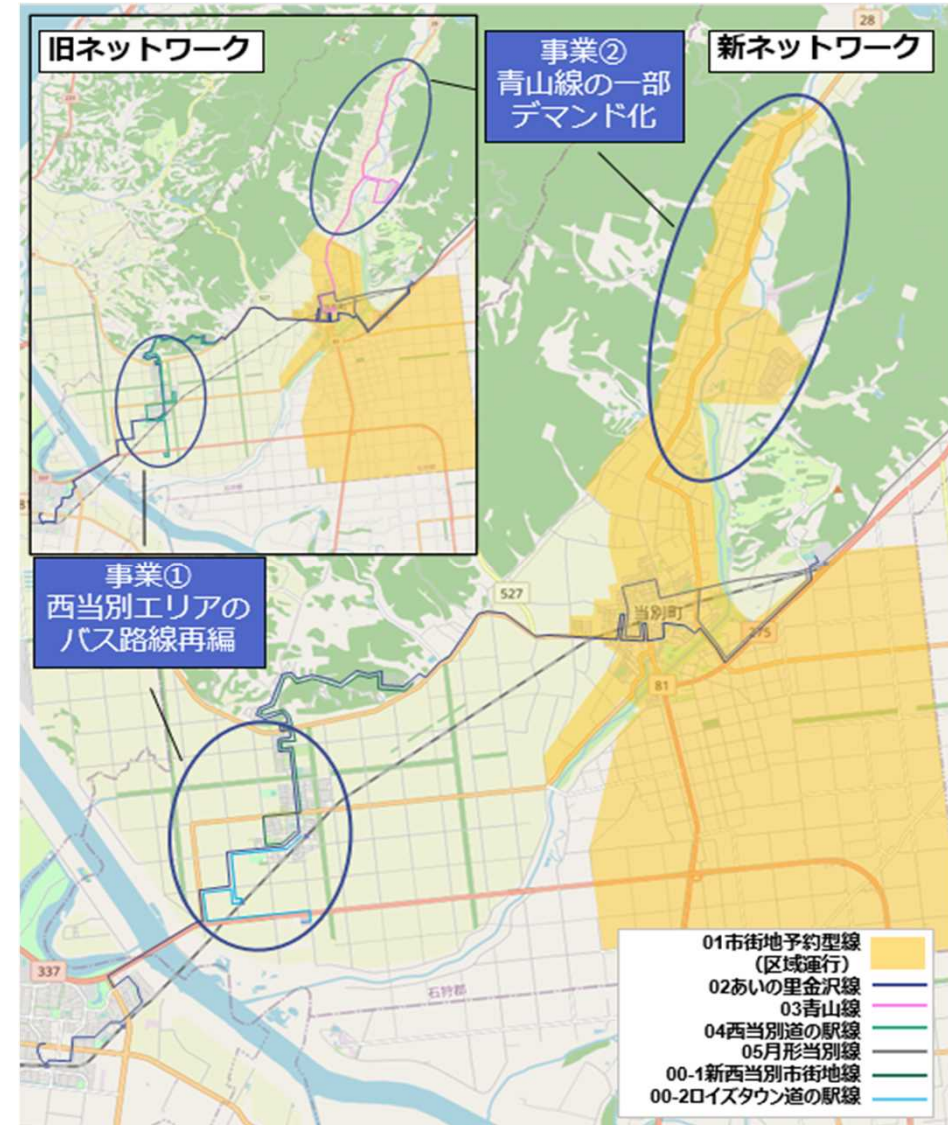 旧ネットワーク
事業②
青山線の一部
デマンド化
新ネットワーク
28
事業①
西当別エリアの
バス路線再編
527
当別町
275
81
337
石狩郡
01市街地予約型線
(区域運行)
02あいの里金沢線
03青山線
04西当別道の駅線
05月形当別線
00-1新西当別市街地線
00-2ロイズタウン道の駅線